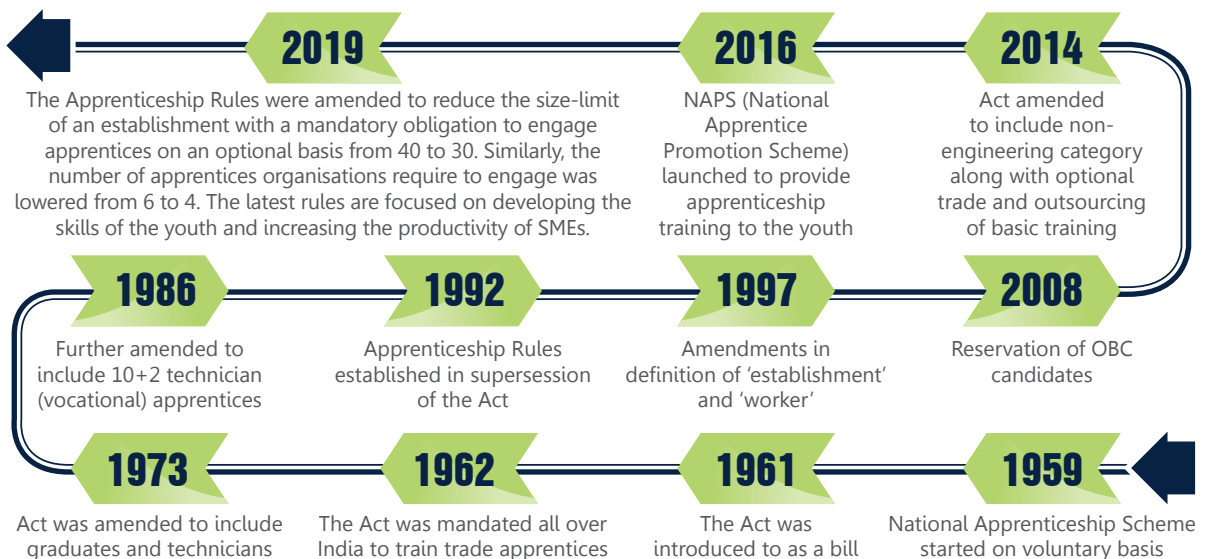 2019
The Apprenticeship Rules were amended to reduce the size-limit
of an establishment with a mandatory obligation to engage
apprentices on an optional basis from 40 to 30. Similarly, the
number of apprentices organisations require to engage was
lowered from 6 to 4. The latest rules are focused on developing the
skills of the youth and increasing the productivity of SMEs.
2016
NAPS (National
Apprentice
Promotion Scheme)
launched to provide
apprenticeship
training to the youth
2014
Act amended
to include non-
engineering category
along with optional
trade and outsourcing
of basic training
1986
Further amended to
include 10+2 technician
(vocational) apprentices
1992
Apprenticeship Rules
established in supersession
of the Act
1997
Amendments in
definition of ‘establishment’
and ‘worker’
2008
Reservation of OBC
candidates
1973
Act was amended to include
graduates and technicians
1962
The Act was mandated all over
India to train trade apprentices
1961
The Act was
introduced to as a bill
1959
National Apprenticeship Scheme
started on voluntary basis